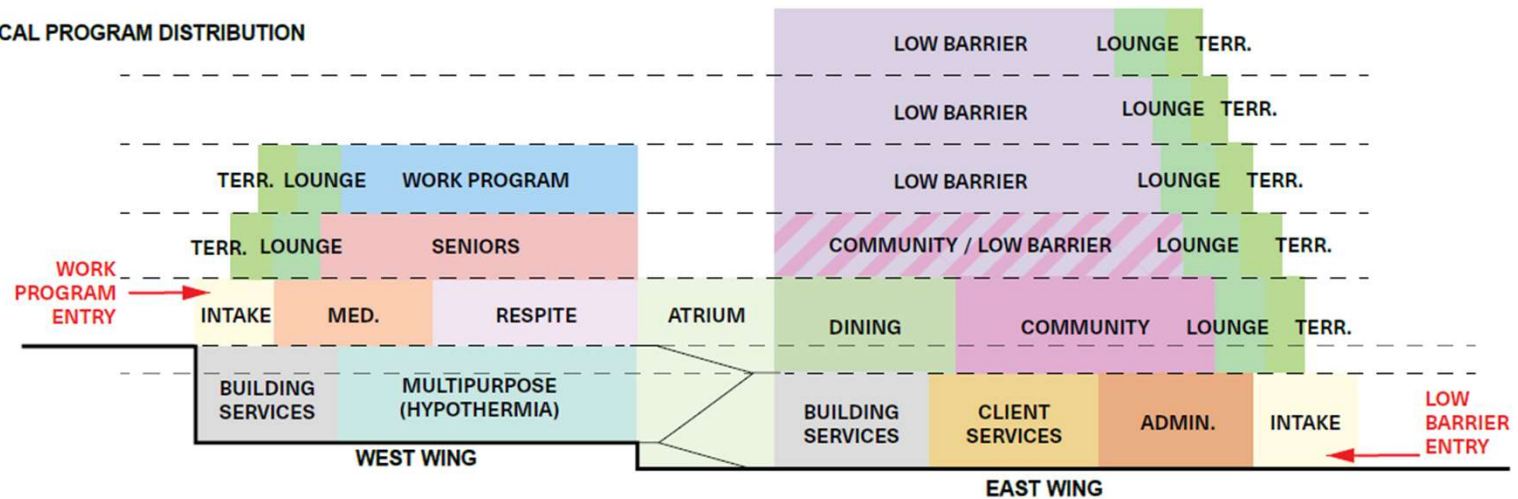 CAL PROGRAM DISTRIBUTION
LOW BARRIER LOUNGE TERR.
LOW BARRIER LOUNGE TERR.
TERR. LOUNGE WORK PROGRAM LOW BARRIER LOUNGE TERR.
TERR. LOUNGE SENIORS COMMUNITY / LOW BARRIER LOUNGE TERR.
WORK
PROGRAM
ENTRY
INTAKE MED. RESPITE ATRIUM DINING COMMUNITY LOUNGE TERR.
BUILDING
SERVICES
MULTIPURPOSE
(HYPOTHERMIA)
BUILDING
SERVICES
CLIENT
SERVICES
ADMIN.
INTAKE
LOW
BARRIER
ENTRY
WEST WING
EAST WING